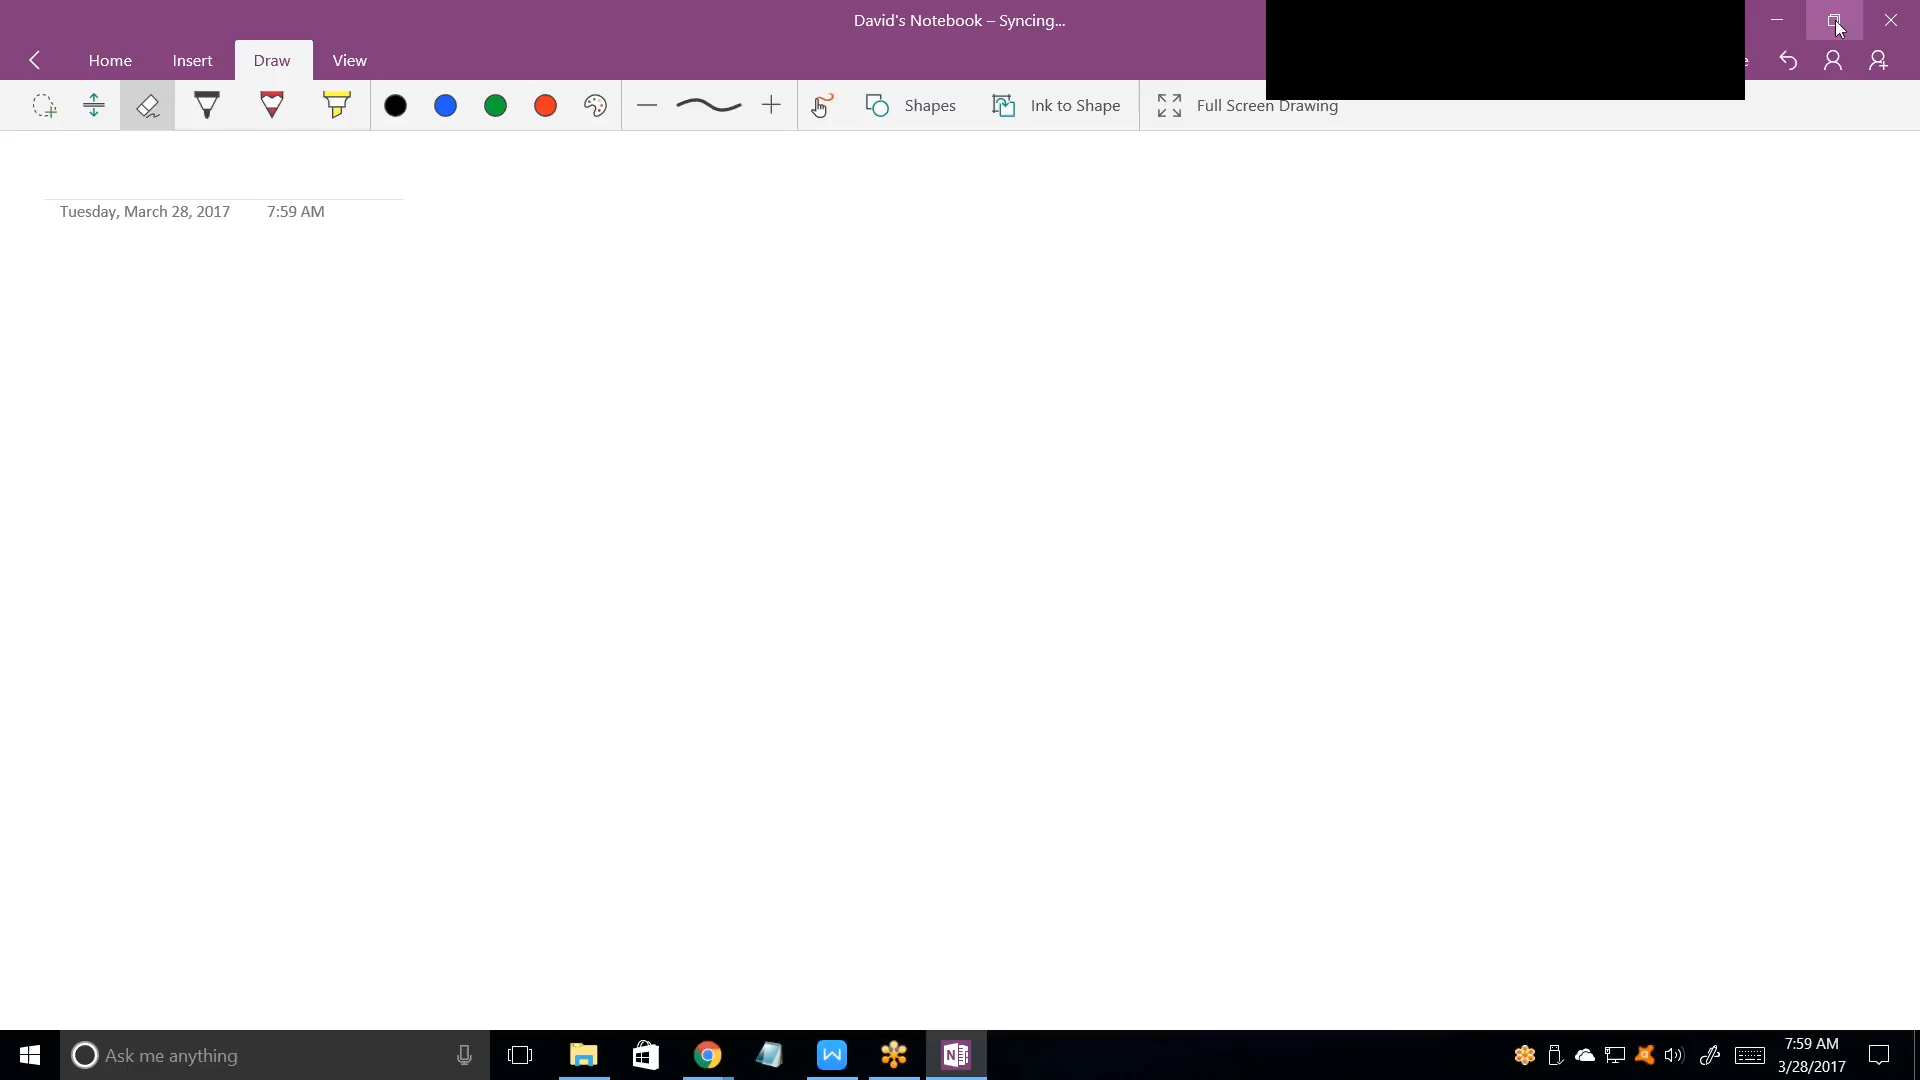 David's Notebook – Syncing...
Home Insert Draw View
Shapes Ink to Shape Full Screen Drawing
Tuesday, March 28, 2017 7:59 AM
Ask me anything
7:59 AM
3/28/2017